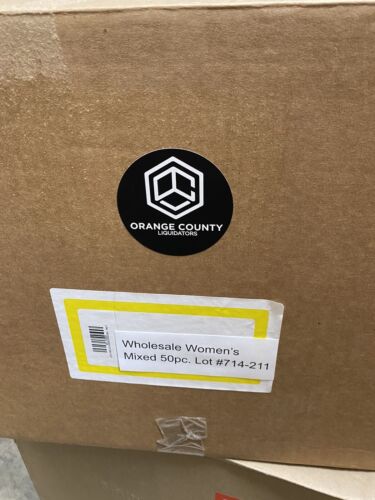 ORANGE COUNTY
LIQUIDATORS
Wholesale Women's
Mixed 50pc. Lot #714-211